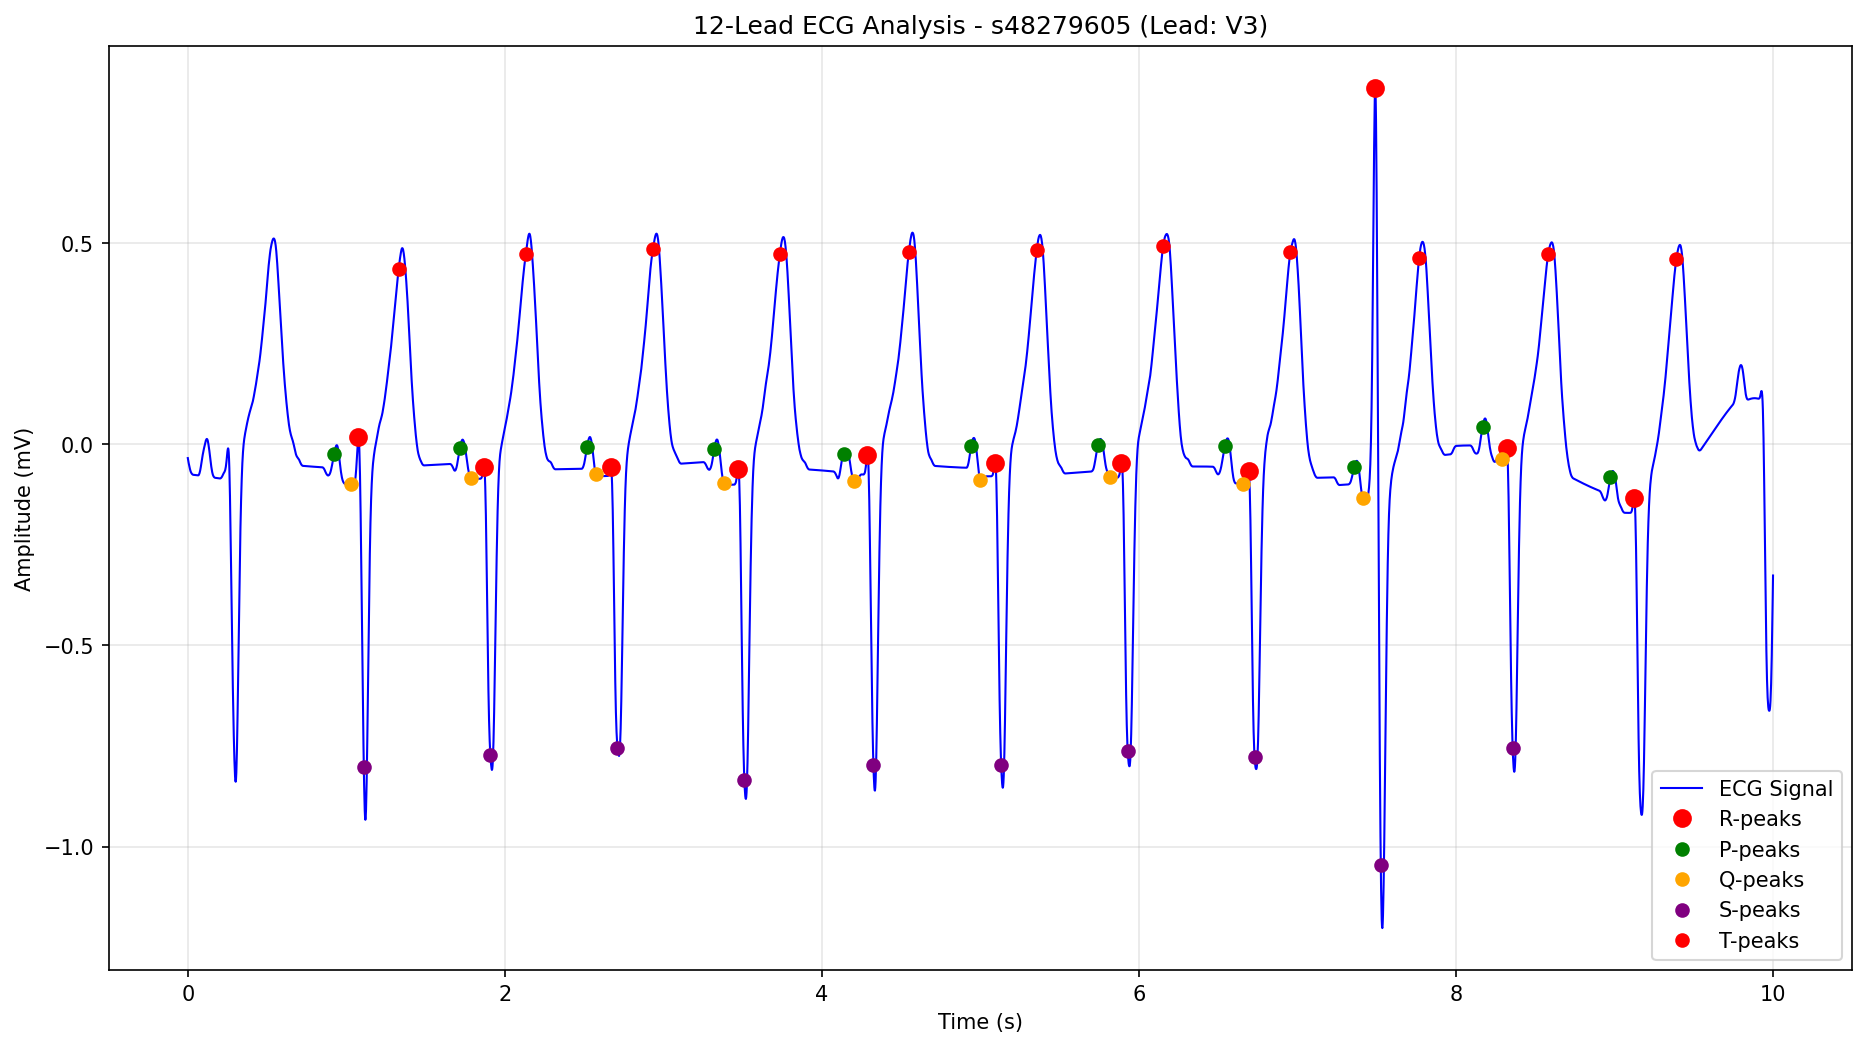 12-Lead ECG Analysis - s48279605 (Lead: V3)
Amplitude (mV)
0.5
0.0
−0.5
−1.0
0
2
4
6
8
10
Time (s)
ECG Signal
R-peaks
P-peaks
Q-peaks
S-peaks
T-peaks